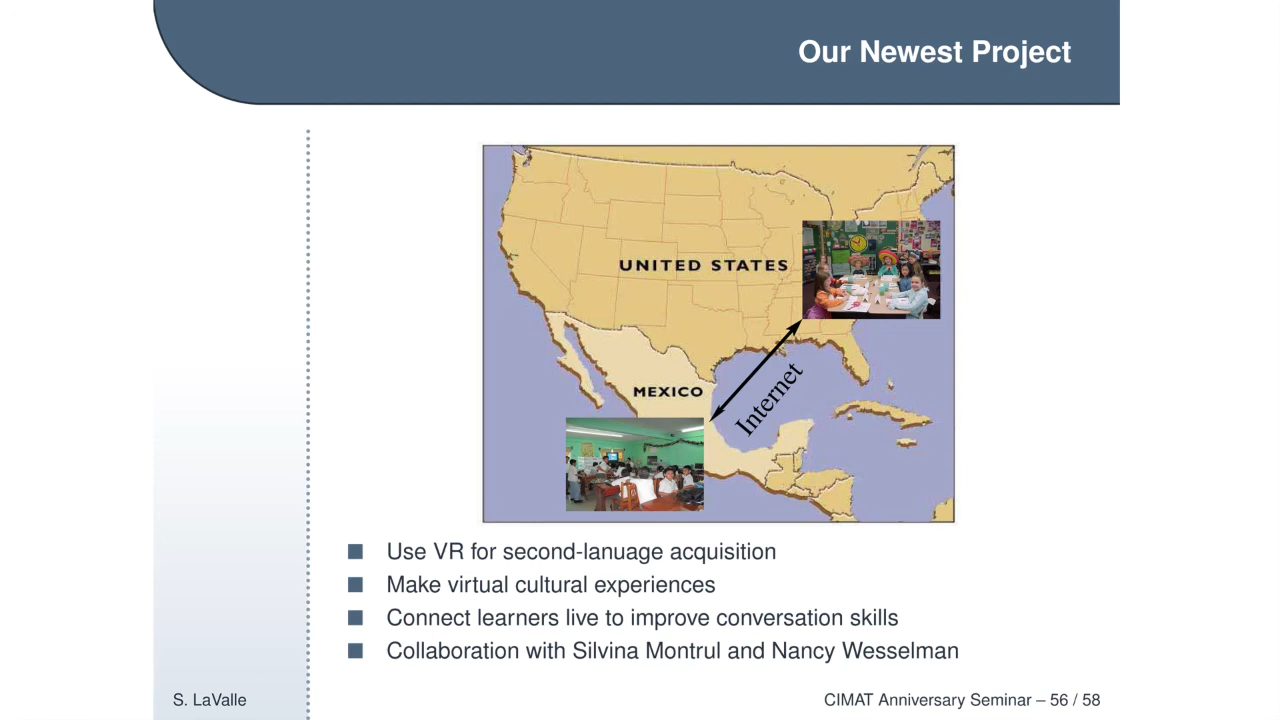 Our Newest Project
UNITED STATES
MEXICO
Internet
Use VR for second-lanuage acquisition
Make virtual cultural experiences
Connect learners live to improve conversation skills
Collaboration with Silvina Montrul and Nancy Wesselman
S. LaValle
CIMAT Anniversary Seminar – 56 / 58